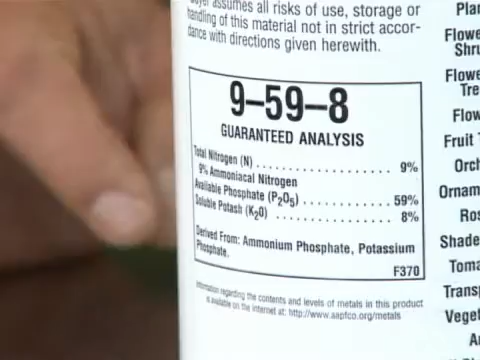 Buyer assumes all risks of use, storage or
handling of this material not in strict accor-
dance with directions given herewith.
9–59–8
GUARANTEED ANALYSIS
Total Nitrogen (N) 9%
9% Ammoniacal Nitrogen
Available Phosphate (P₂O₅) 59%
Soluble Potash (K₂O) 8%
Derived From: Ammonium Phosphate, Potassium
Phosphate.
F370
Information regarding the contents and levels of metals in this product
is available on the internet at: http://www.aapfco.org/metals
Flowe
Shru
Flowe
Tre
Flow
Fruit
Orch
Ornam
Ros
Shade
Toma
Transp
Veget